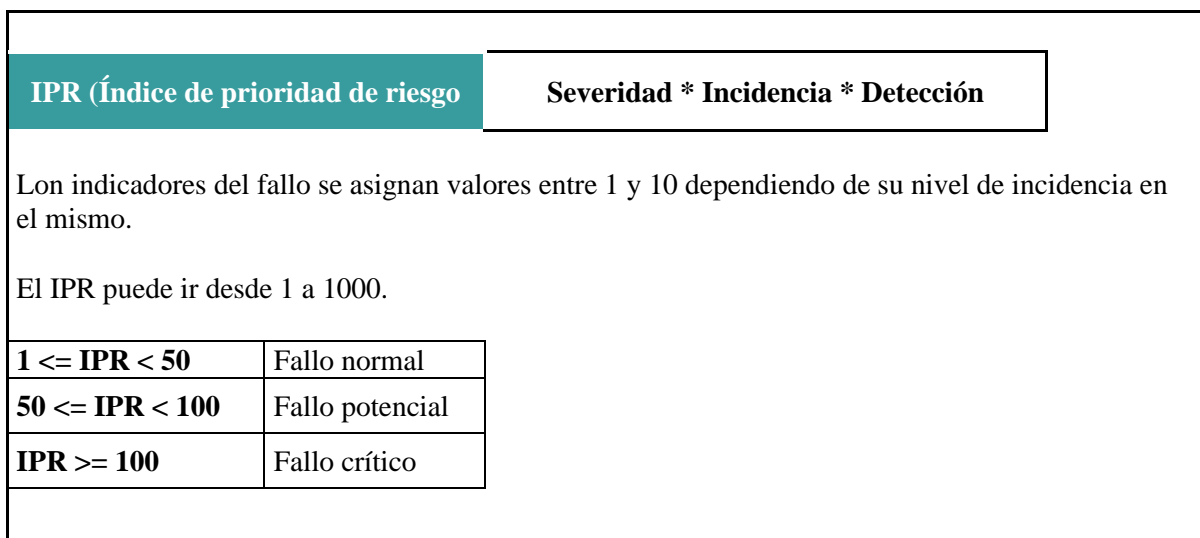 IPR (Índice de prioridad de riesgo
Severidad * Incidencia * Detección
Lon indicadores del fallo se asignan valores entre 1 y 10 dependiendo de su nivel de incidencia en
el mismo.
El IPR puede ir desde 1 a 1000.
1 <= IPR < 50 Fallo normal
50 <= IPR < 100 Fallo potencial
IPR >= 100 Fallo crítico